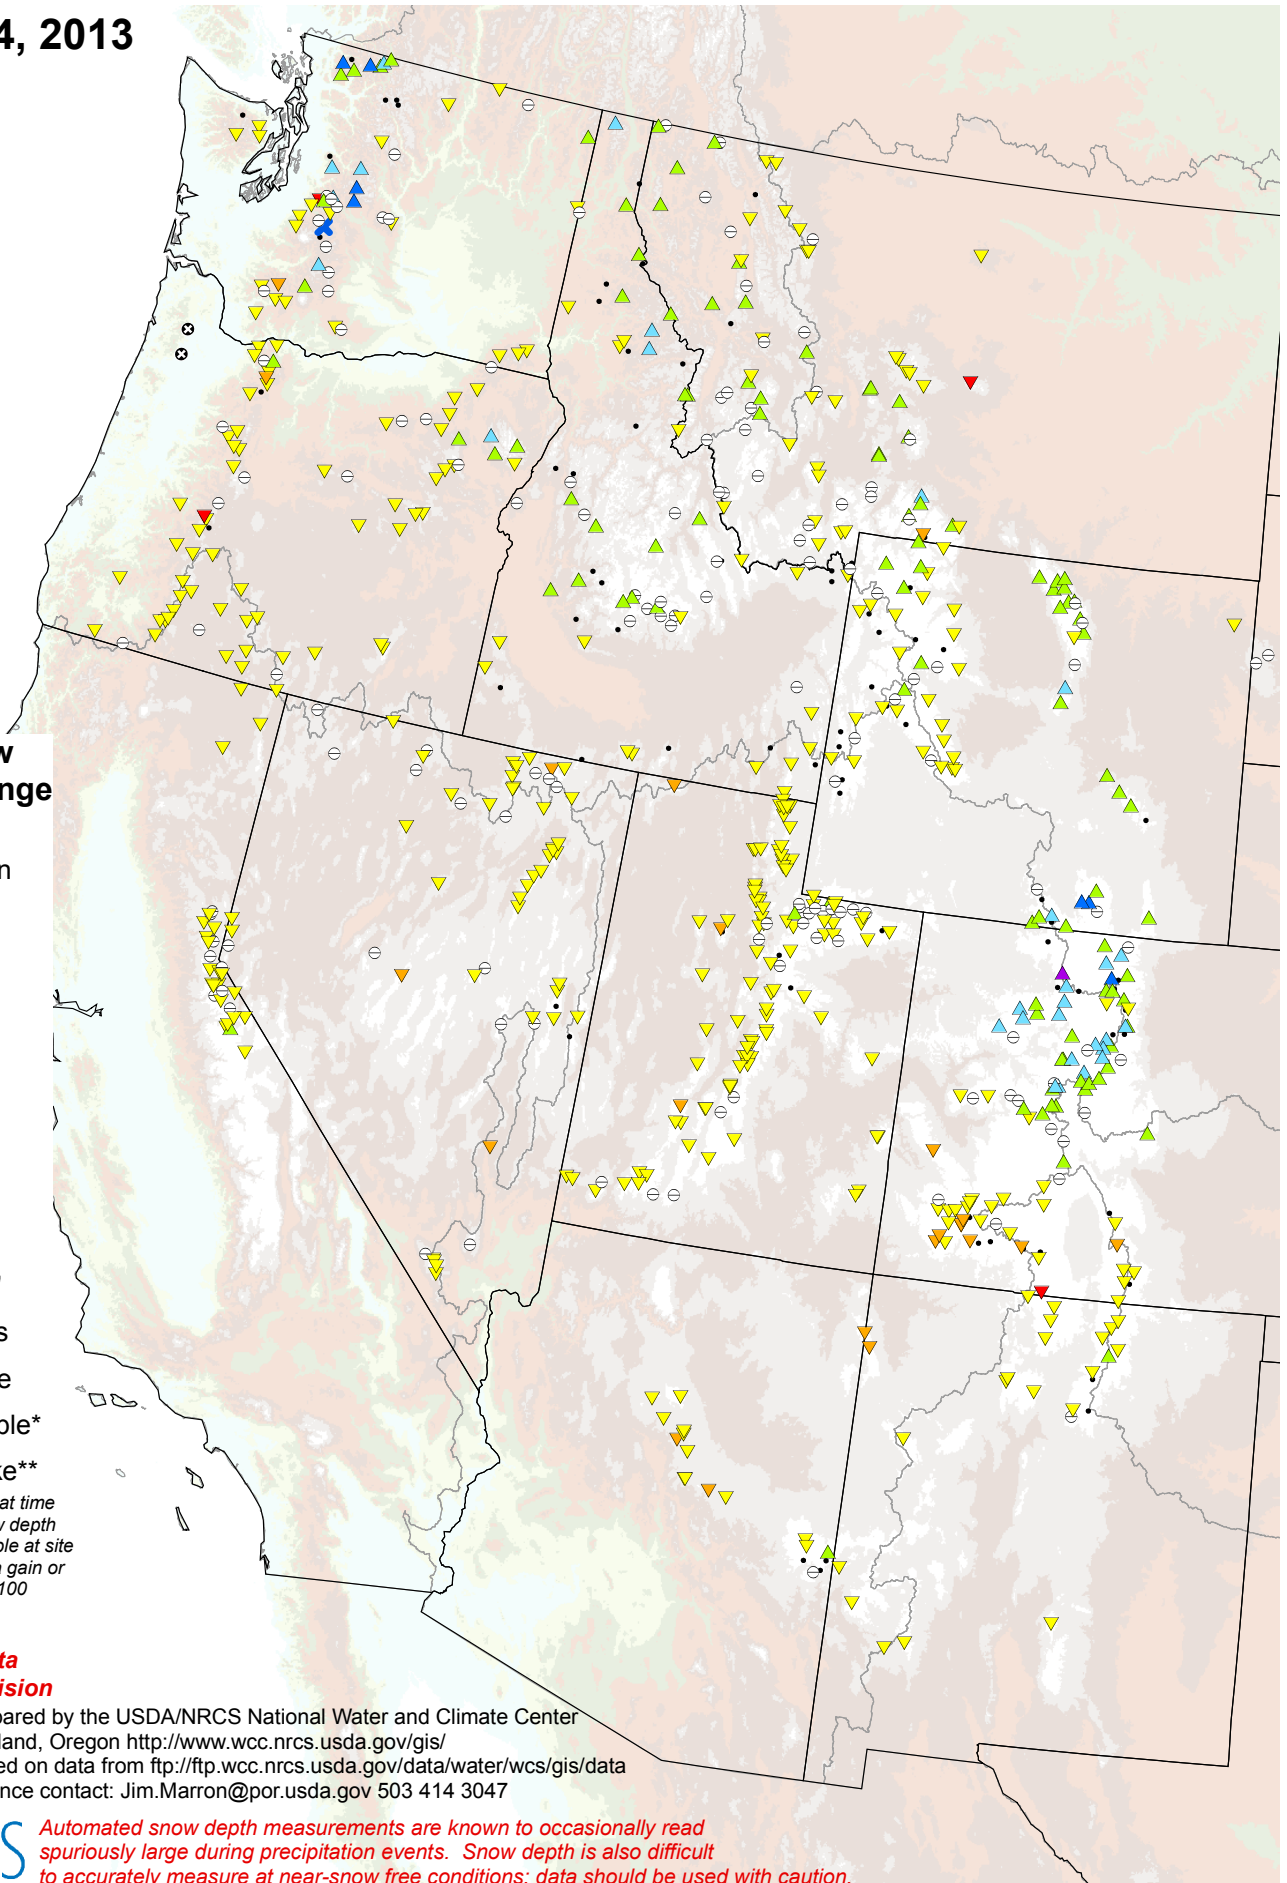 4, 2013
w
nge
n
s
e
ble*
ke**
at time
v depth
ble at site
gain or
100
ta
ision
pared by the USDA/NRCS National Water and Climate Center
land, Oregon http://www.wcc.nrcs.usda.gov/gis/
ed on data from ftp://ftp.wcc.nrcs.usda.gov/data/water/wcs/gis/data
nce contact: Jim.Marron@por.usda.gov 503 414 3047
S
Automated snow depth measurements are known to occasionally read
spuriously large during precipitation events. Snow depth is also difficult
to accurately measure at near-snow free conditions; data should be used with caution.